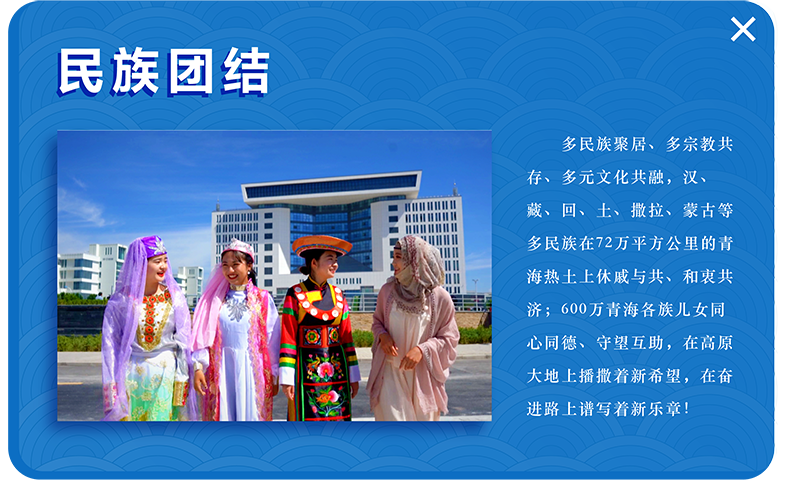 民族团结
多民族聚居、多宗教共
存、多元文化共融，汉、
藏、回、土、撒拉、蒙古等
多民族在72万平方公里的青
海热土上休戚与共、和衷共
济；600万青海各族儿女同
心同德、守望互助，在高原
大地上播撒着新希望，在奋
进路上谱写着新乐章！